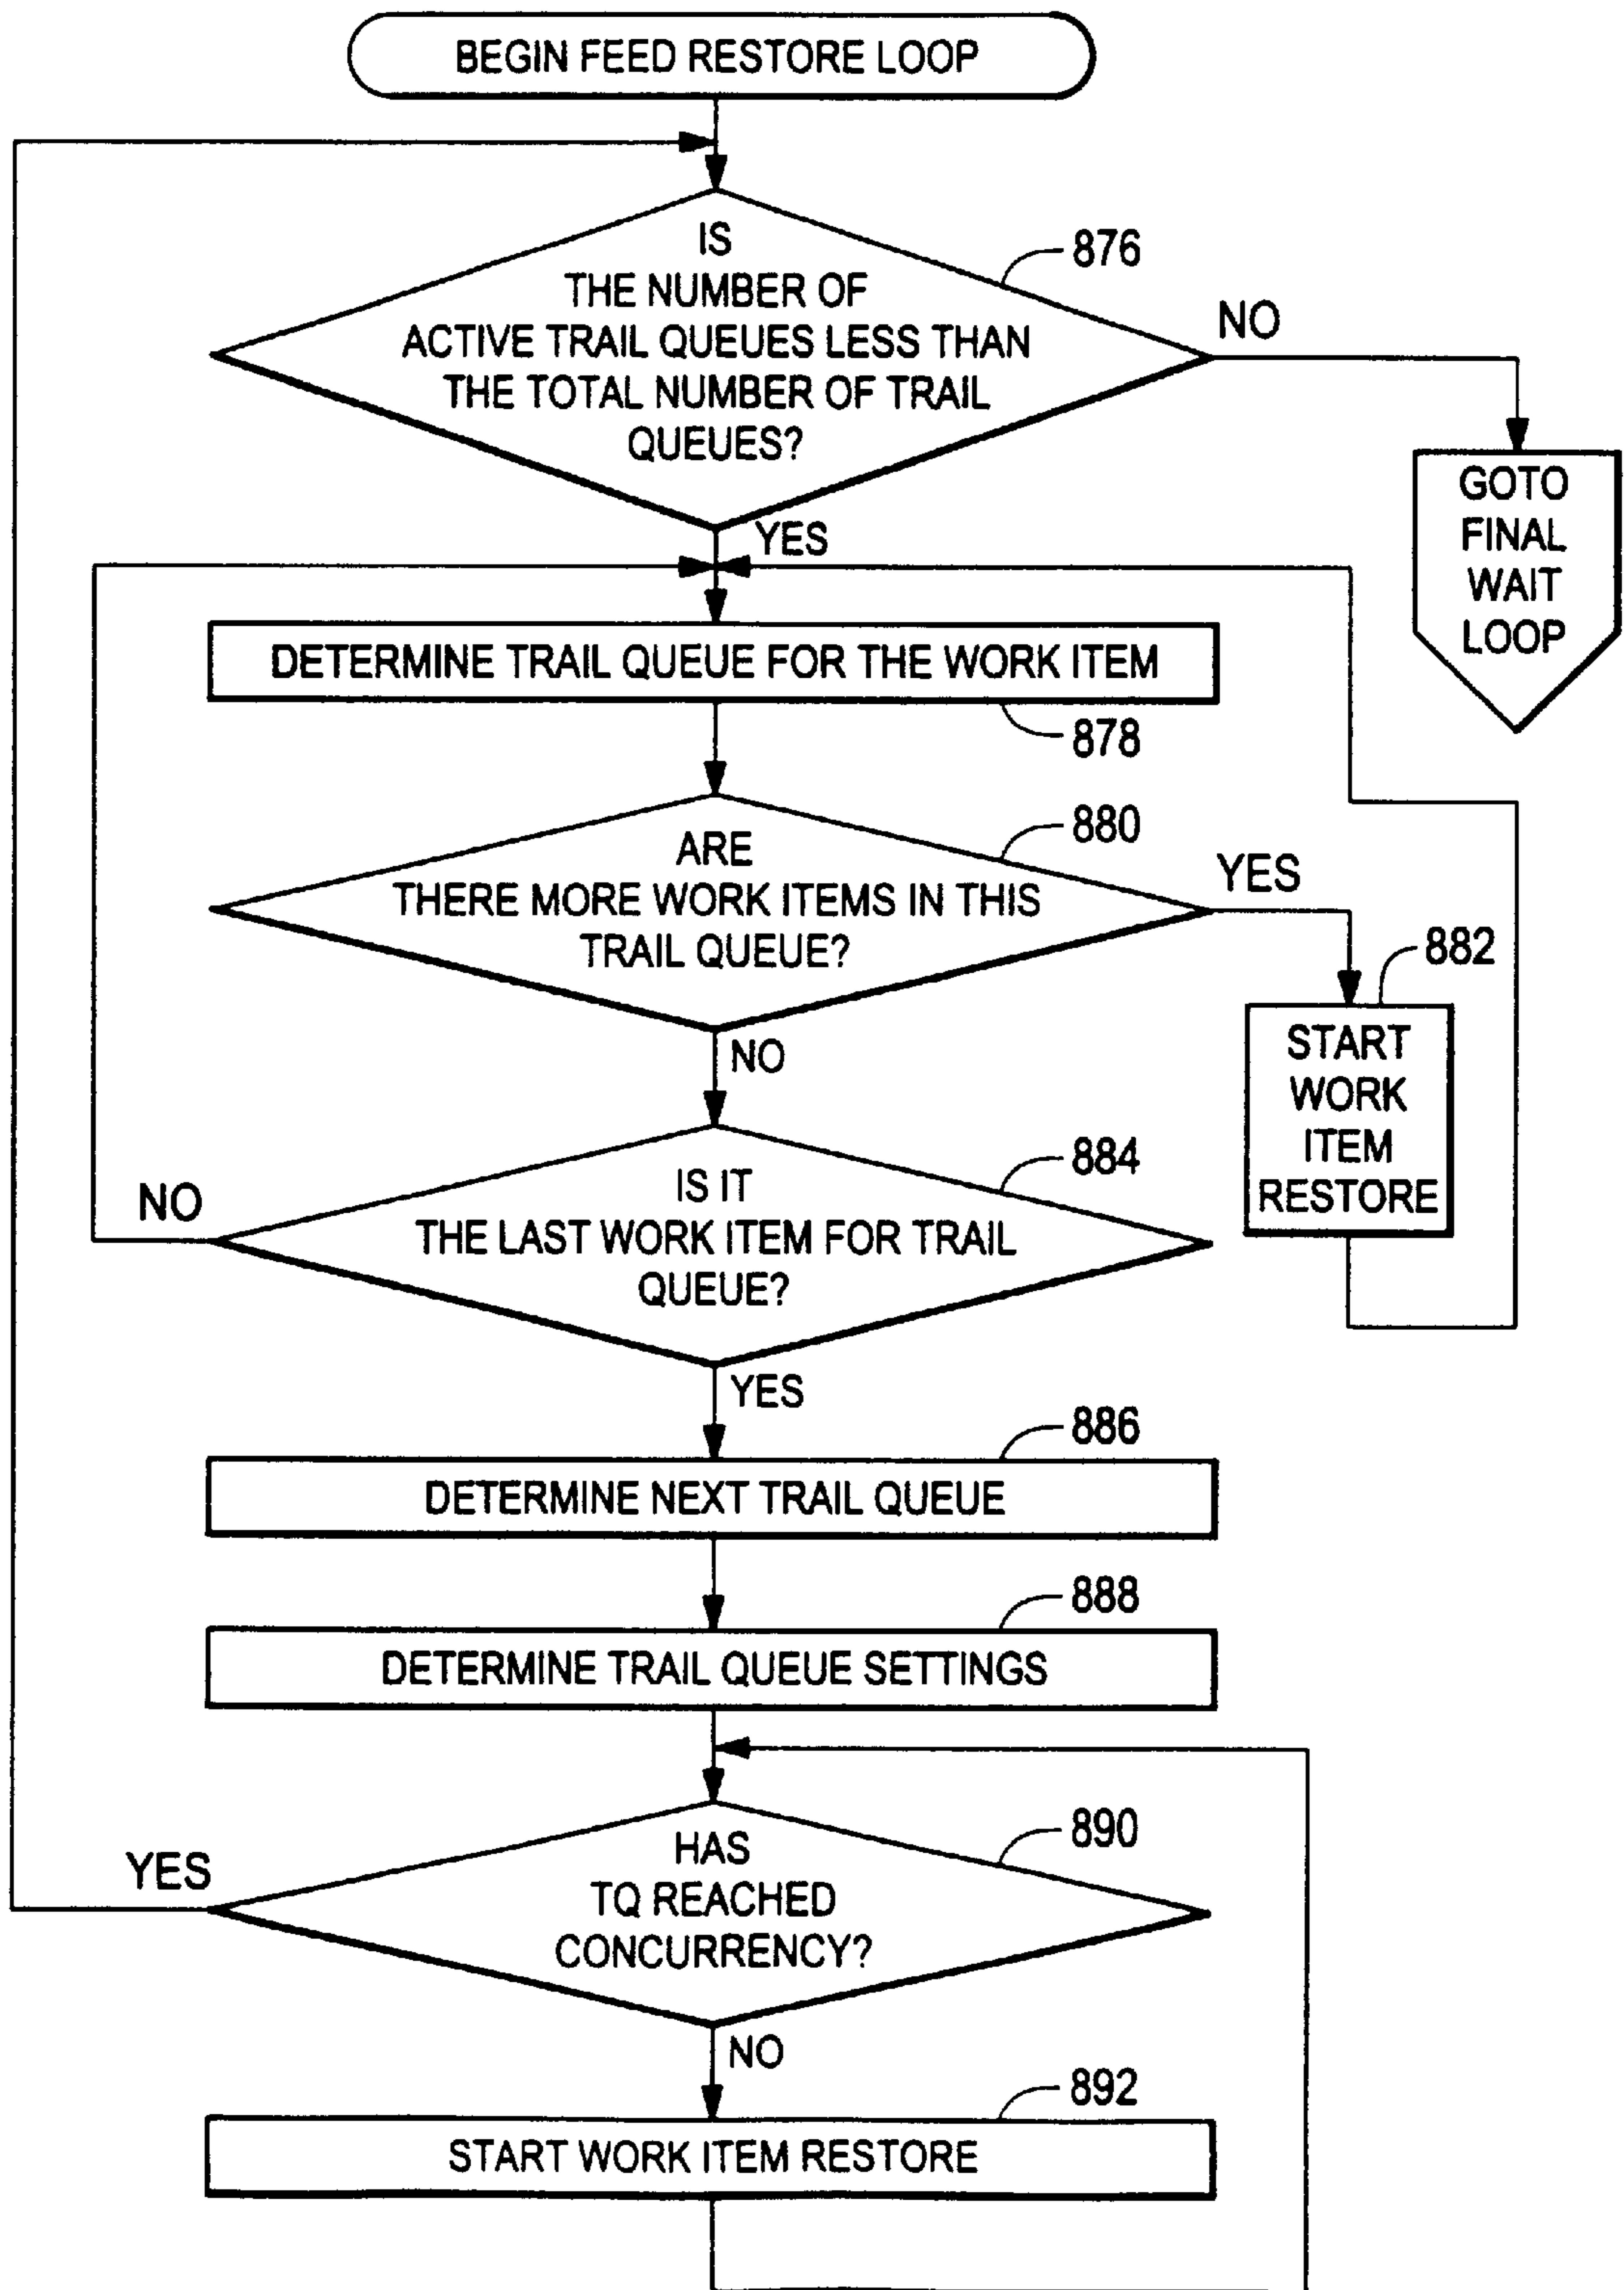 BEGIN FEED RESTORE LOOP
IS
THE NUMBER OF
ACTIVE TRAIL QUEUES LESS THAN
THE TOTAL NUMBER OF TRAIL
QUEUES?
876
NO
GOTO
FINAL
WAIT
LOOP
YES
DETERMINE TRAIL QUEUE FOR THE WORK ITEM
878
ARE
THERE MORE WORK ITEMS IN THIS
TRAIL QUEUE?
880
YES
882
START
WORK
ITEM
RESTORE
NO
IS IT
THE LAST WORK ITEM FOR TRAIL
QUEUE?
884
NO
YES
886
DETERMINE NEXT TRAIL QUEUE
888
DETERMINE TRAIL QUEUE SETTINGS
HAS
TQ REACHED
CONCURRENCY?
890
YES
NO
892
START WORK ITEM RESTORE